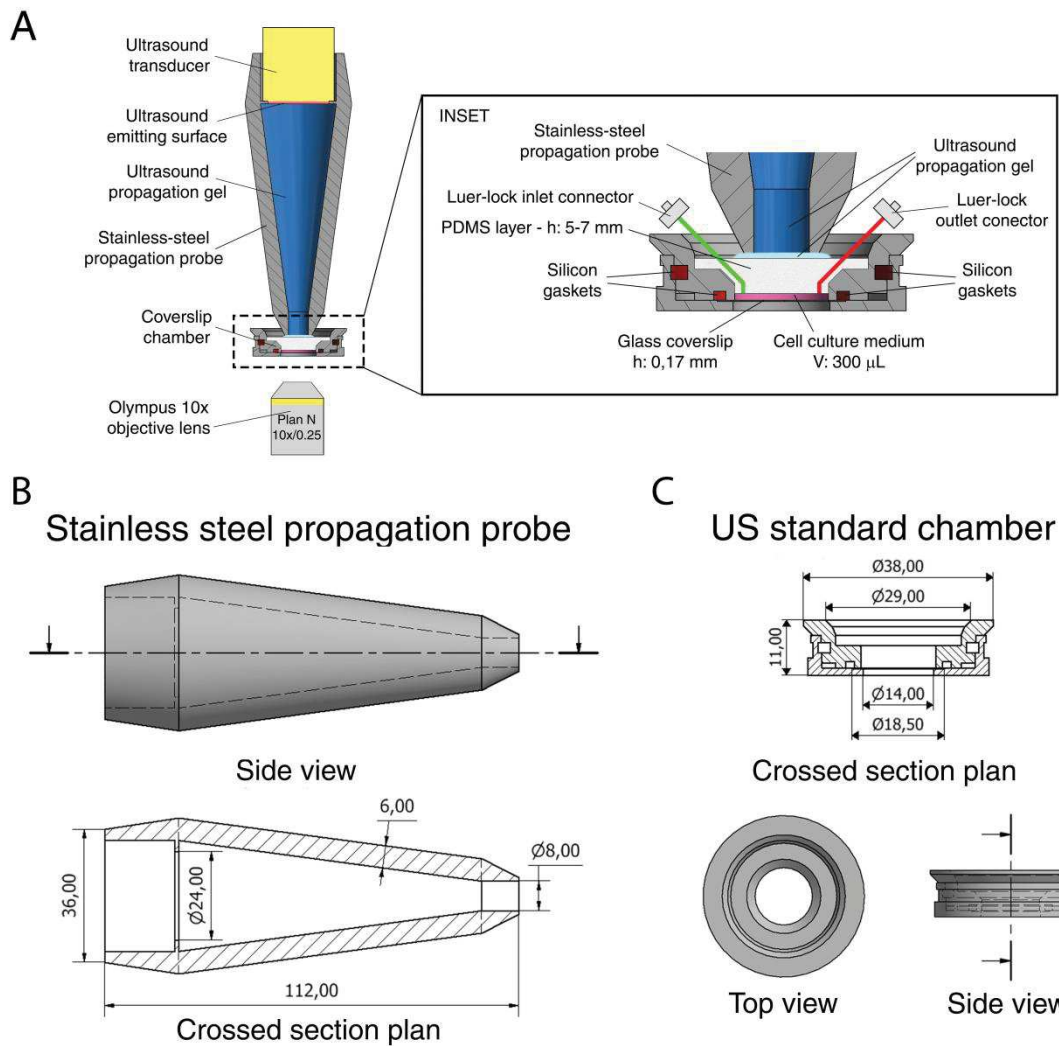 A
Ultrasound
transducer
Ultrasound
emitting surface
Ultrasound
propagation gel
Stainless-steel
propagation probe
Coverslip
chamber
Olympus 10x
objective lens
Plan N
10x/0.25
INSET
Stainless-steel
propagation probe
Ultrasound
propagation gel
Luer-lock inlet connector
Luer-lock
outlet conector
PDMS layer - h: 5-7 mm
Silicon
gaskets
Silicon
gaskets
Glass coverslip
h: 0,17 mm
Cell culture medium
V: 300 µL
B
Stainless steel propagation probe
Side view
6,00
Ø8,00
36,00
Ø24,00
112,00
Crossed section plan
C
US standard chamber
Ø38,00
Ø29,00
11,00
Ø14,00
Ø18,50
Crossed section plan
Top view
Side view